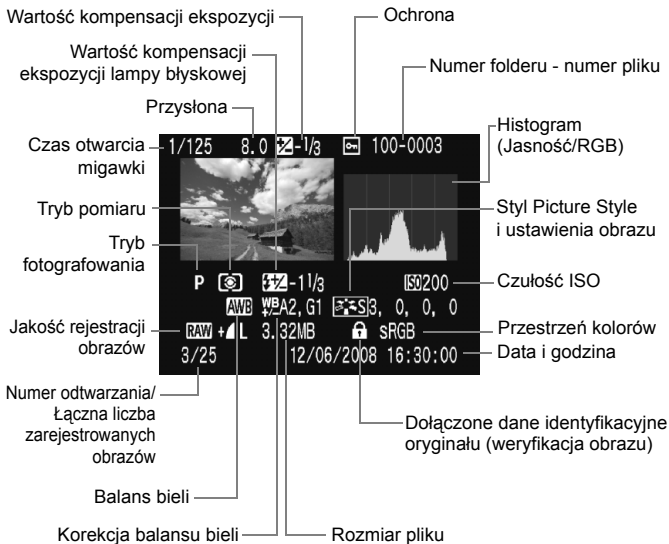 Wartość kompensacji ekspozycji
Ochrona
Wartość kompensacji
ekspozycji lampy błyskowej
Numer folderu - numer pliku
Przysłona
Histogram
(Jasność/RGB)
Czas otwarcia
migawki
1/125 8.0 -1/3 100-0003
Tryb pomiaru
Styl Picture Style
i ustawienia obrazu
Tryb
fotografowania
P -1 1/3 ISO 200
Czułość ISO
AWB WB A2, G1 S 3, 0, 0, 0
Jakość rejestracji
obrazów
RAW + L 3.32MB sRGB
Przestrzeń kolorów
3/25 12/06/2008 16:30:00
Data i godzina
Numer odtwarzania/
Łączna liczba
zarejestrowanych
obrazów
Dołączone dane identyfikacyjne
oryginału (weryfikacja obrazu)
Balans bieli
Korekcja balansu bieli
Rozmiar pliku